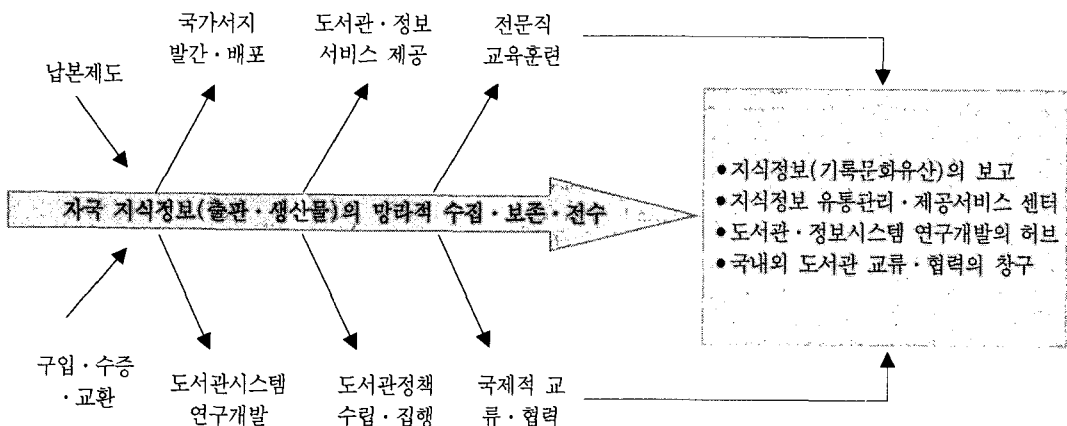 국가서지
발간·배포
도서관·정보
서비스 제공
전문직
교육훈련
납본제도
자국 지식정보(출판·생산물)의 망라적 수집·보존·전수
●지식정보(기록문화유산)의 보고
●지식정보 유통관리·제공서비스 센터
●도서관·정보시스템 연구개발의 허브
●국내외 도서관 교류·협력의 창구
구입·수증
·교환
도서관시스템
연구개발
도서관정책
수립·집행
국제적 교
류·협력